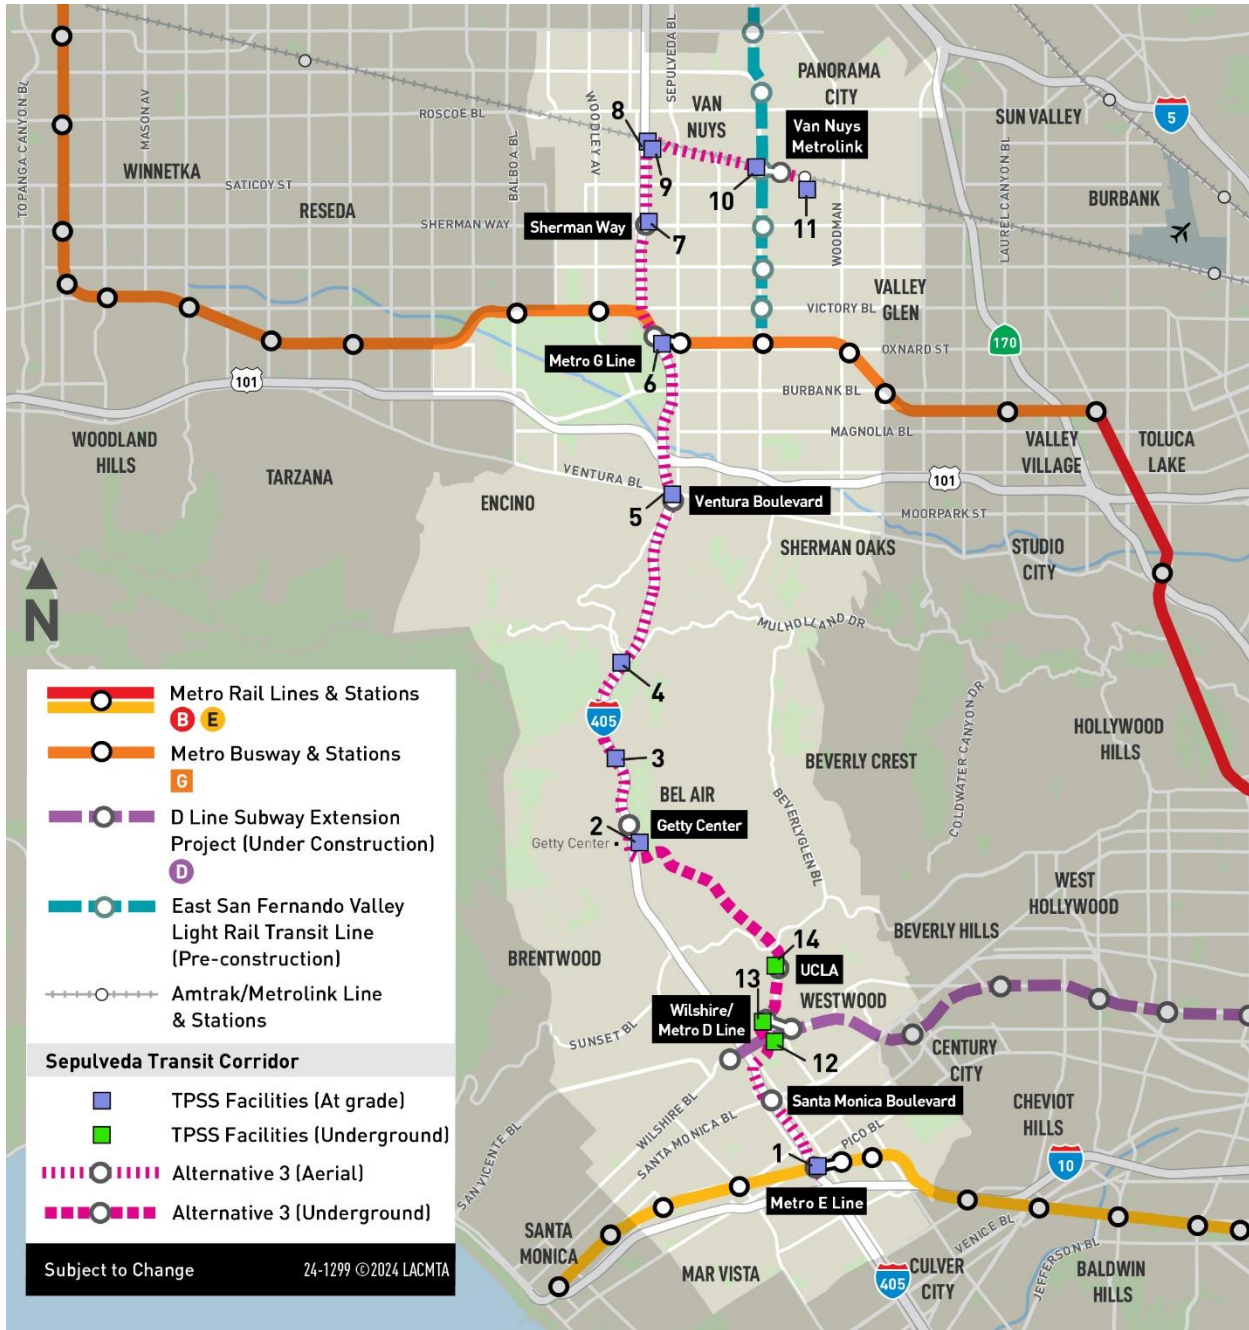 SEPULVEDA BL
PANORAMA
CITY
VAN
NUYS
Van Nuys
Metrolink
SUN VALLEY
5
TOPANGA CANYON BL
MASON AV
ROSCOE BL
WOODLEY AV
BALBOA BL
8
9
10
11
WINNETKA
SATICOY ST
RESEDA
SHERMAN WAY
Sherman Way
7
WOODMAN
LAUREL CANYON BL
BURBANK
VALLEY
GLEN
VICTORY BL
OXNARD ST
170
Metro G Line
6
101
BURBANK BL
MAGNOLIA BL
WOODLAND
HILLS
TARZANA
VENTURA BL
ENCINO
5
Ventura Boulevard
VALLEY
VILLAGE
TOLUCA
LAKE
101
MOORPARK ST
SHERMAN OAKS
STUDIO
CITY
N
MULHOLLAND DR
4
405
3
BEL AIR
BEVERLY CREST
COLDWATER CANYON DR
HOLLYWOOD
HILLS
2
Getty Center
Getty Center
BEVERLYGLEN BL
WEST
HOLLYWOOD
BEVERLY HILLS
BRENTWOOD
14
UCLA
13
Wilshire/
Metro D Line
WESTWOOD
12
SUNSET BL
CENTURY
CITY
Santa Monica Boulevard
WILSHIRE BL
SANTA MONICA BL
PICO BL
CHEVIOT
HILLS
10
SAN VICENTE BL
1
Metro E Line
SANTA
MONICA
MAR VISTA
405
CULVER
CITY
VENICE BL
JEFFERSON BL
BALDWIN
HILLS
Metro Rail Lines & Stations
B E
Metro Busway & Stations
G
D Line Subway Extension
Project (Under Construction)
D
East San Fernando Valley
Light Rail Transit Line
(Pre-construction)
Amtrak/Metrolink Line
& Stations
Sepulveda Transit Corridor
TPSS Facilities (At grade)
TPSS Facilities (Underground)
Alternative 3 (Aerial)
Alternative 3 (Underground)
Subject to Change
24-1299 ©2024 LACMTA